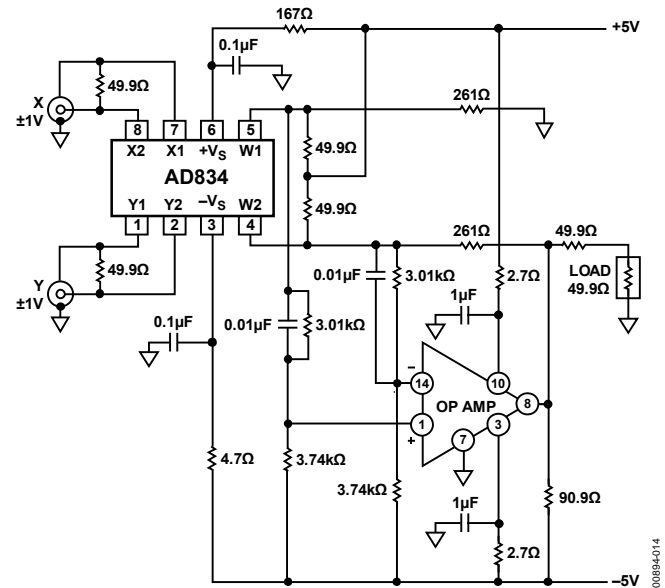 167Ω
+5V
0.1µF
X
±1V
49.9Ω
261Ω
8 7 6 5
X2 X1 +VS W1
AD834
49.9Ω
49.9Ω
Y1 Y2 –VS W2
1 2 3 4
Y
±1V
49.9Ω
261Ω
49.9Ω
LOAD
49.9Ω
0.01µF
3.01kΩ
2.7Ω
1µF
0.1µF
0.01µF
3.01kΩ
–
14
10
OP AMP
8
1
+
7
3
4.7Ω
3.74kΩ
3.74kΩ
1µF
90.9Ω
2.7Ω
–5V
00894-014